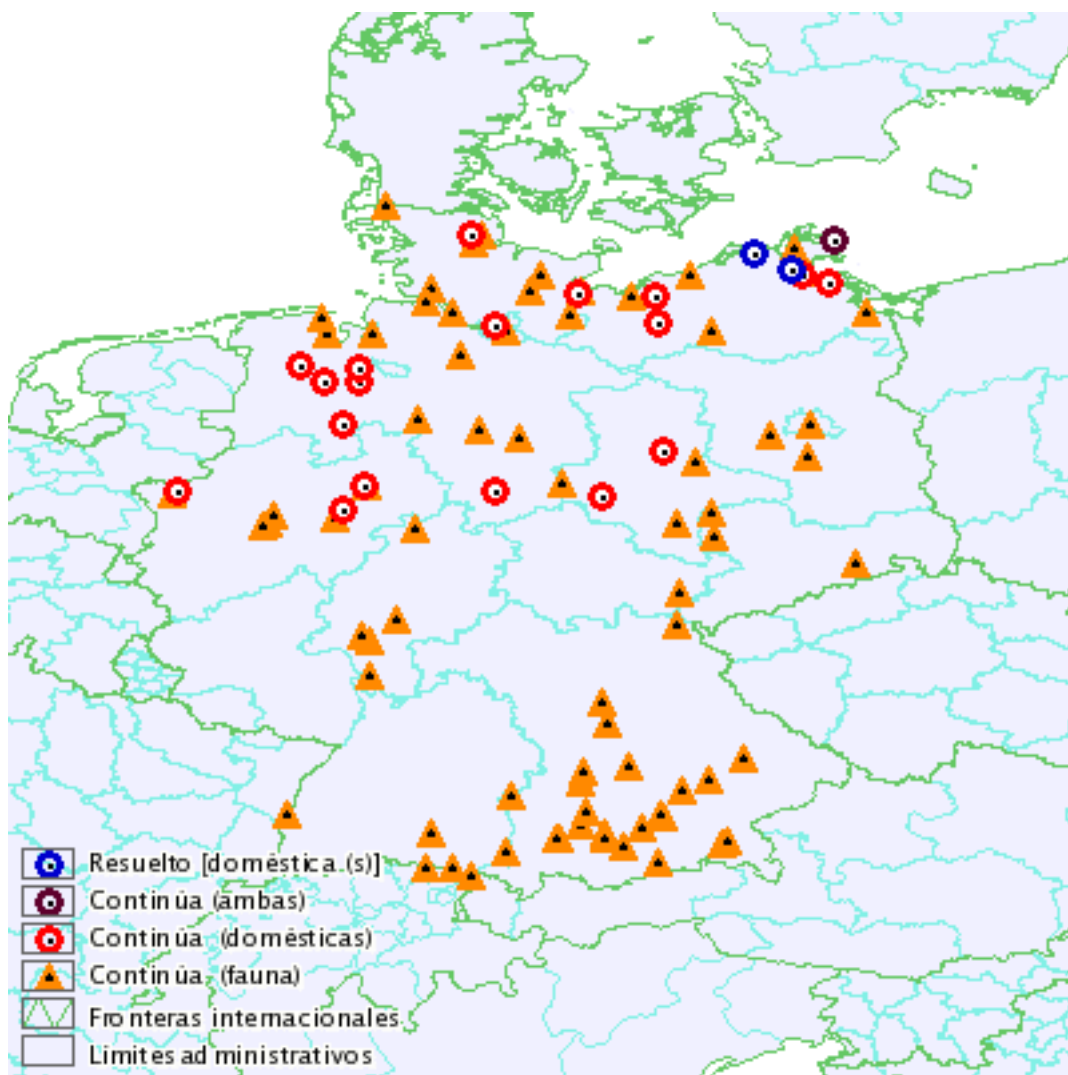 Resuelto [doméstica (s)]
Continúa (ambas)
Continúa (domésticas)
Continúa (fauna)
Fronteras internacionales
Límites administrativos